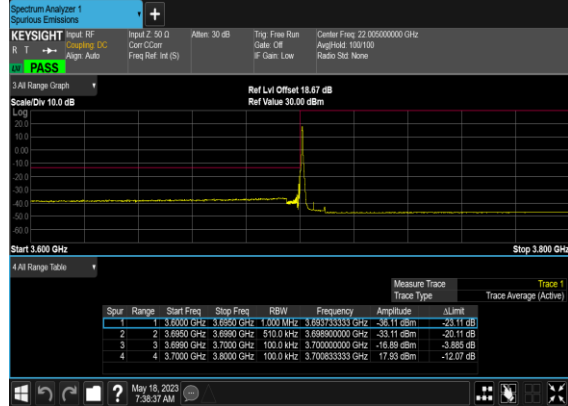 Spectrum Analyzer 1
Spurious Emissions
+
KEYSIGHT Input: RF Input Z: 50 Ω Atten: 30 dB Trig: Free Run Center Freq: 22.005000000 GHz
R T Coupling: DC Corr CCorr Gate: Off Avg|Hold: 100/100
Align: Auto Freq Ref: Int (S) IF Gain: Low Radio Std: None
PASS
3 All Range Graph
Ref Lvl Offset 18.67 dB
Scale/Div 10.0 dB Ref Value 30.00 dBm
Log
20.0
10.0
0.00
-10.0
-20.0
-30.0
-40.0
-50.0
-60.0
Start 3.600 GHz Stop 3.800 GHz
4 All Range Table
Measure Trace Trace 1
Trace Type Trace Average (Active)
Spur Range Start Freq Stop Freq RBW Frequency Amplitude ΔLimit
1 1 3.6000 GHz 3.6950 GHz 1.000 MHz 3.693733333 GHz -36.11 dBm -23.11 dB
2 2 3.6950 GHz 3.6990 GHz 510.0 kHz 3.698900000 GHz -33.11 dBm -20.11 dB
3 3 3.6990 GHz 3.7000 GHz 100.0 kHz 3.700000000 GHz -16.89 dBm -3.885 dB
4 4 3.7000 GHz 3.8000 GHz 100.0 kHz 3.700833333 GHz 17.93 dBm -12.07 dB
? May 18, 2023
7:38:37 AM